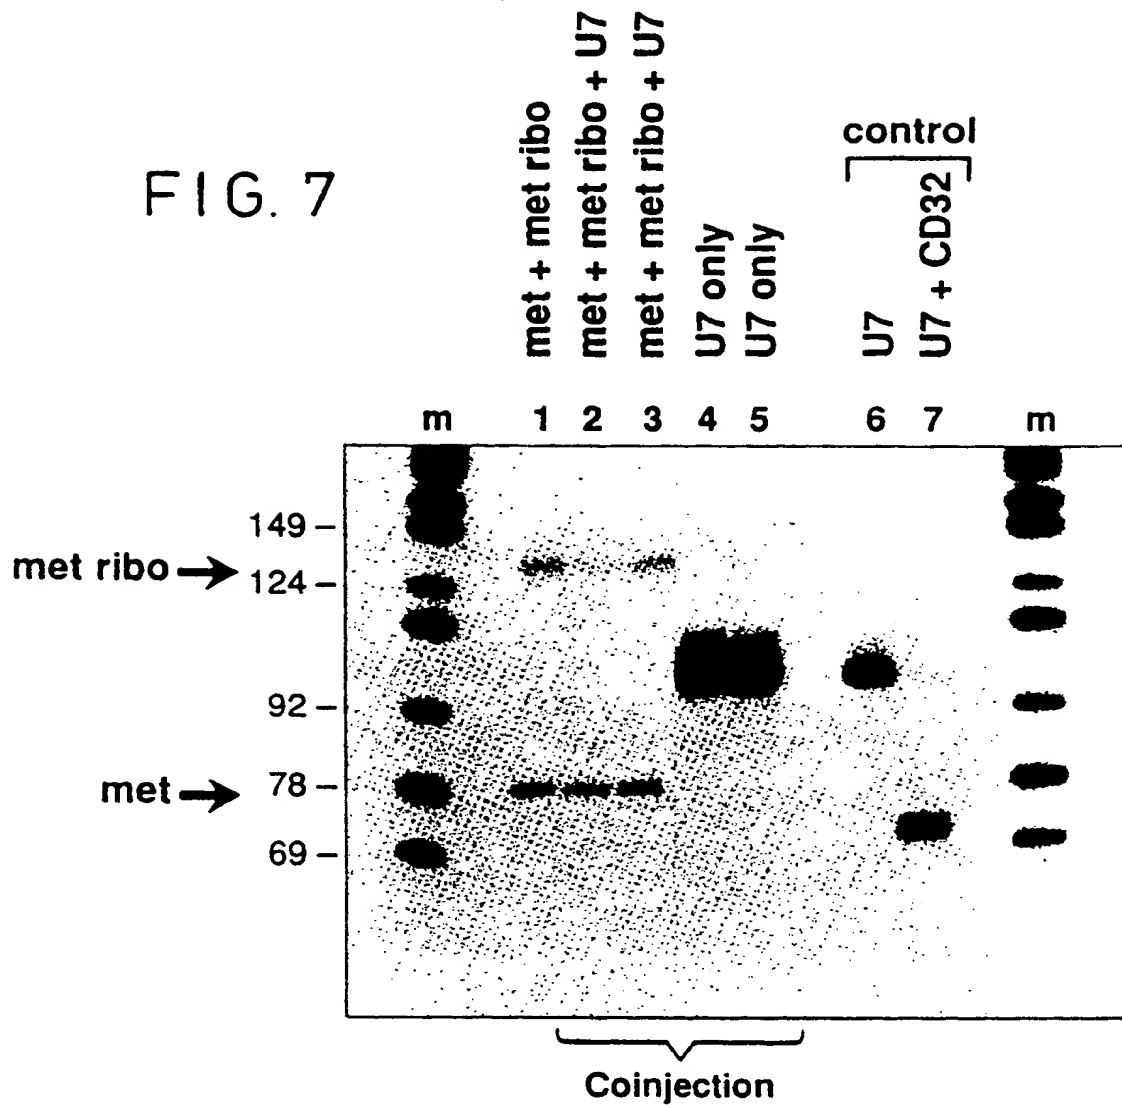 FIG. 7
met + met ribo
met + met ribo + U7
met + met ribo + U7
U7 only
U7 only
control
U7
U7 + CD32
m 1 2 3 4 5 6 7 m
149
met ribo
124
92
met
78
69
Coinjection